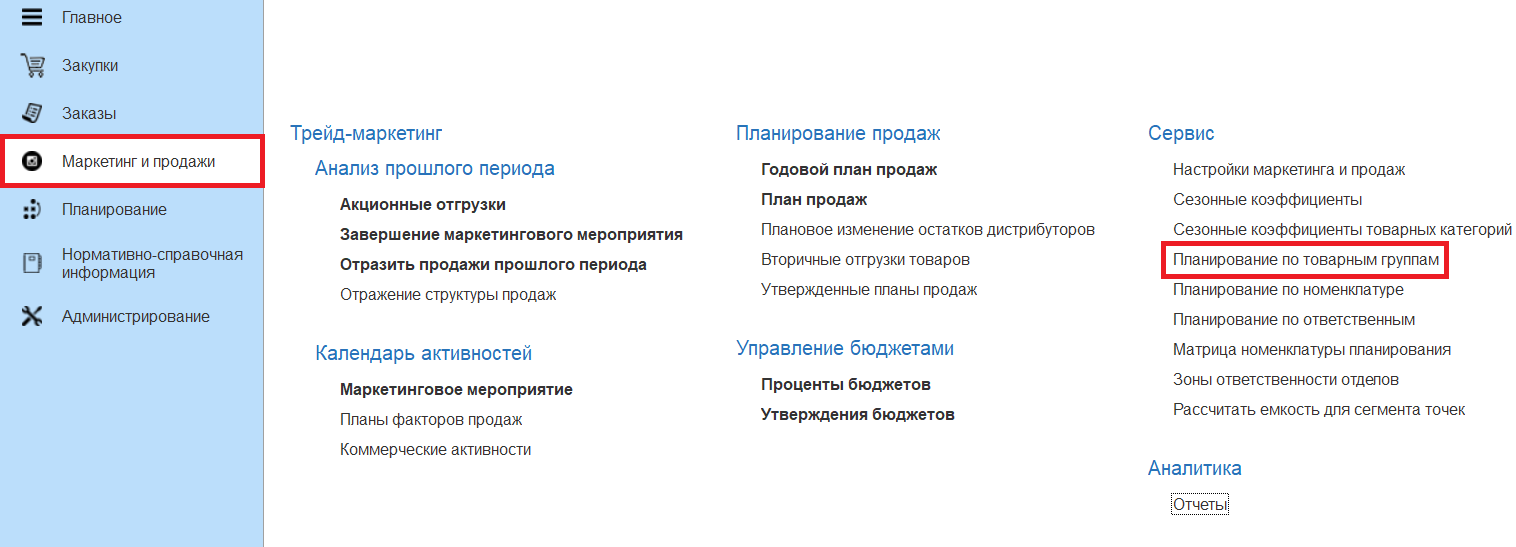 Главное
Закупки
Заказы
Маркетинг и продажи
Планирование
Нормативно-справочная
информация
Администрирование
Трейд-маркетинг
Анализ прошлого периода
Акционные отгрузки
Завершение маркетингового мероприятия
Отразить продажи прошлого периода
Отражение структуры продаж
Календарь активностей
Маркетинговое мероприятие
Планы факторов продаж
Коммерческие активности
Планирование продаж
Годовой план продаж
План продаж
Плановое изменение остатков дистрибуторов
Вторичные отгрузки товаров
Утвержденные планы продаж
Управление бюджетами
Проценты бюджетов
Утверждения бюджетов
Сервис
Настройки маркетинга и продаж
Сезонные коэффициенты
Сезонные коэффициенты товарных категорий
Планирование по товарным группам
Планирование по номенклатуре
Планирование по ответственным
Матрица номенклатуры планирования
Зоны ответственности отделов
Рассчитать емкость для сегмента точек
Аналитика
Отчеты